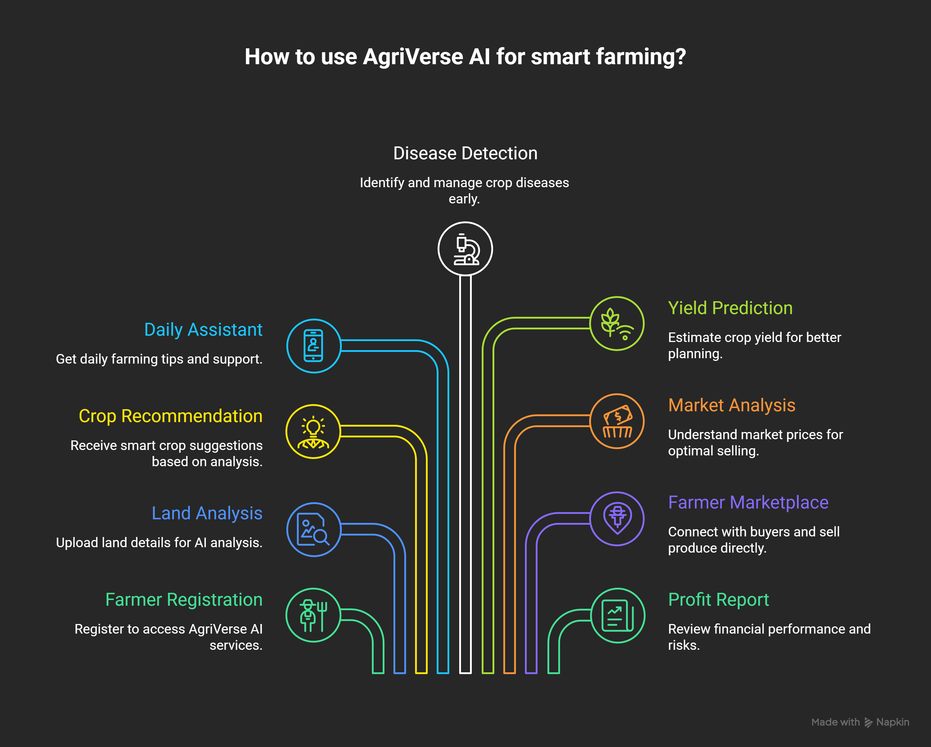 How to use AgriVerse AI for smart farming?
Disease Detection
Identify and manage crop diseases
early.
Daily Assistant
Get daily farming tips and support.
Crop Recommendation
Receive smart crop suggestions
based on analysis.
Land Analysis
Upload land details for AI analysis.
Farmer Registration
Register to access AgriVerse AI
services.
Yield Prediction
Estimate crop yield for better
planning.
Market Analysis
Understand market prices for
optimal selling.
Farmer Marketplace
Connect with buyers and sell
produce directly.
Profit Report
Review financial performance and
risks.
Made with Napkin